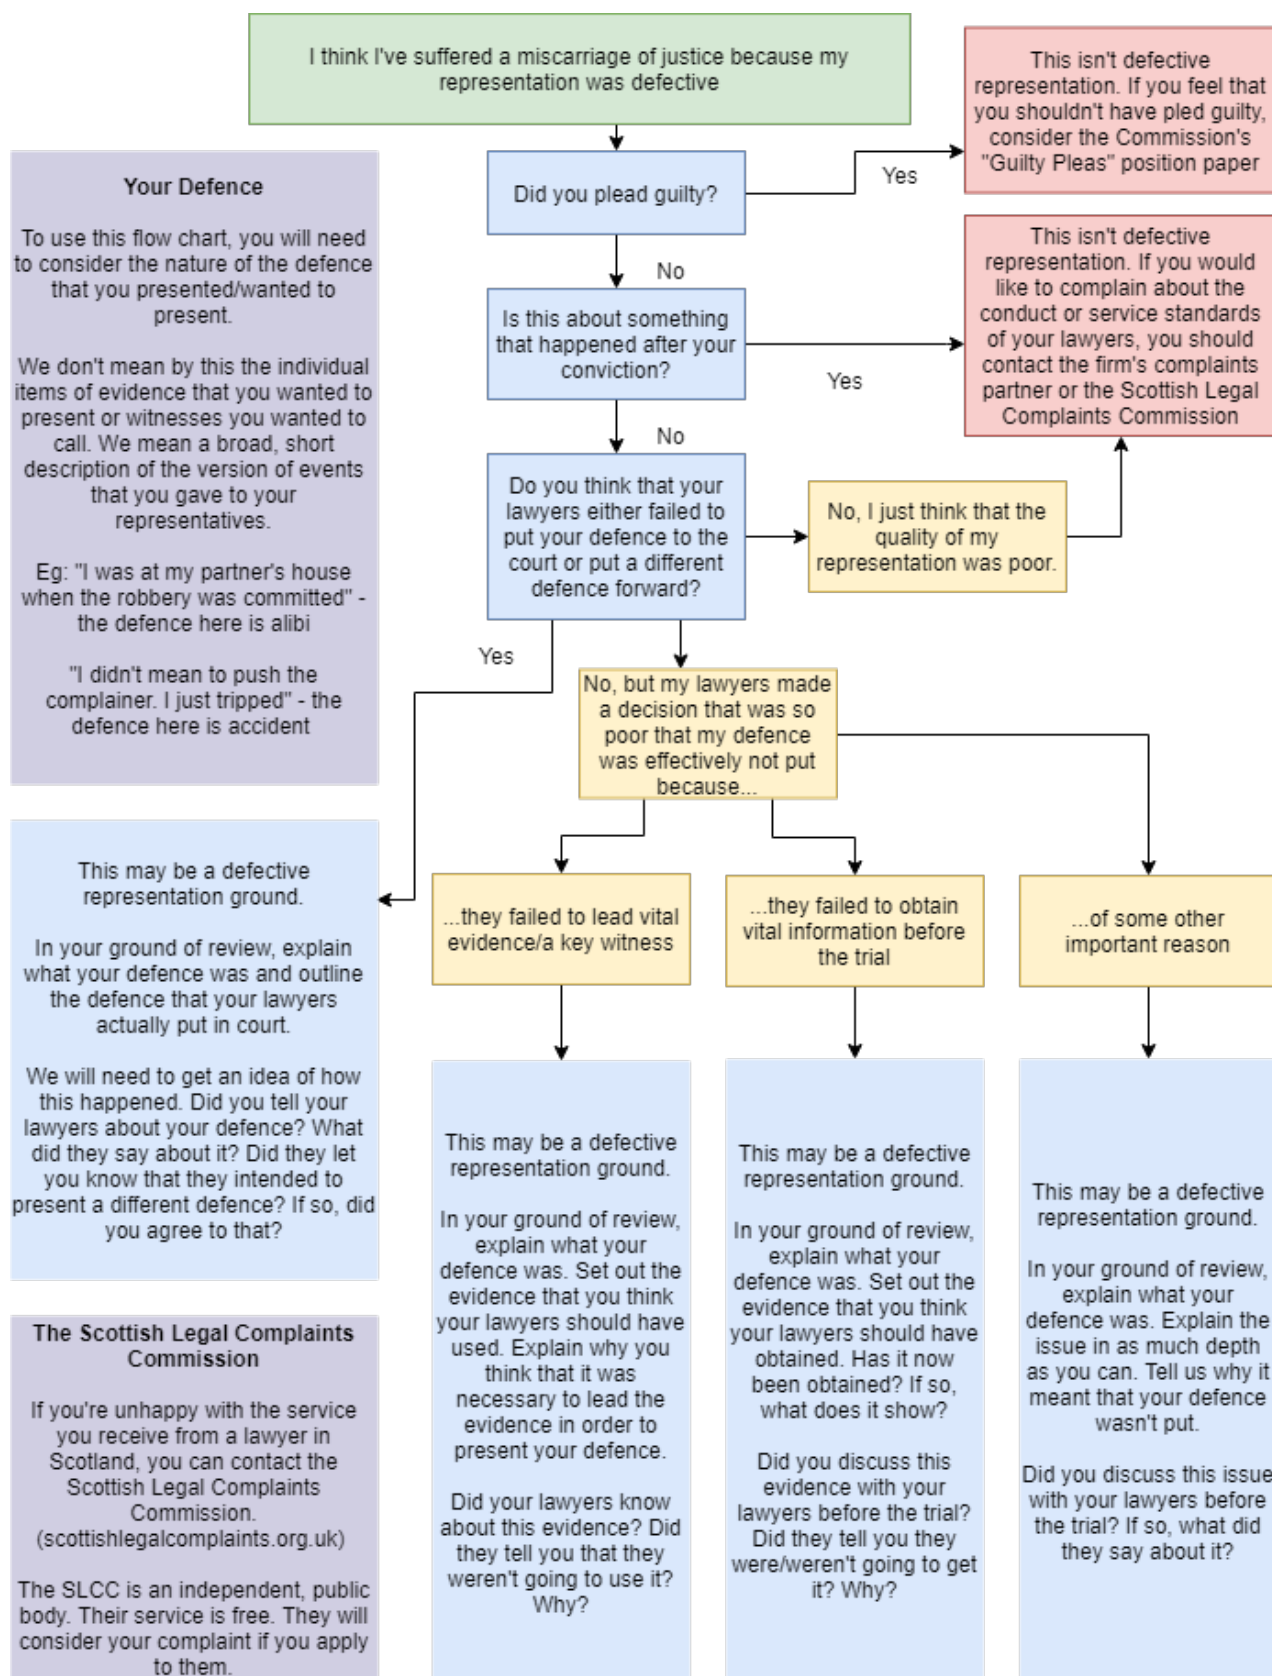 I think I've suffered a miscarriage of justice because my
representation was defective
This isn't defective
representation. If you feel that
you shouldn't have pled guilty,
consider the Commission's
"Guilty Pleas" position paper
Did you plead guilty?
Yes
No
Your Defence
To use this flow chart, you will need
to consider the nature of the defence
that you presented/wanted to
present.
We don't mean by this the individual
items of evidence that you wanted to
present or witnesses you wanted to
call. We mean a broad, short
description of the version of events
that you gave to your
representatives.
Eg: "I was at my partner's house
when the robbery was committed" -
the defence here is alibi
"I didn't mean to push the
complainer. I just tripped" - the
defence here is accident
Is this about something
that happened after your
conviction?
Yes
No
This isn't defective
representation. If you would
like to complain about the
conduct or service standards
of your lawyers, you should
contact the firm's complaints
partner or the Scottish Legal
Complaints Commission
Do you think that your
lawyers either failed to
put your defence to the
court or put a different
defence forward?
No, I just think that the
quality of my
representation was poor.
Yes
No, but my lawyers made
a decision that was so
poor that my defence
was effectively not put
because...
This may be a defective
representation ground.
In your ground of review, explain
what your defence was and outline
the defence that your lawyers
actually put in court.
We will need to get an idea of how
this happened. Did you tell your
lawyers about your defence? What
did they say about it? Did they let
you know that they intended to
present a different defence? If so, did
you agree to that?
...they failed to lead vital
evidence/a key witness
...they failed to obtain
vital information before
the trial
...of some other
important reason
This may be a defective
representation ground.
In your ground of review,
explain what your
defence was. Set out the
evidence that you think
your lawyers should have
used. Explain why you
think that it was
necessary to lead the
evidence in order to
present your defence.
Did your lawyers know
about this evidence? Did
they tell you that they
weren't going to use it?
Why?
This may be a defective
representation ground.
In your ground of review,
explain what your
defence was. Set out the
evidence that you think
your lawyers should have
obtained. Has it now
been obtained? If so,
what does it show?
Did you discuss this
evidence with your
lawyers before the trial?
Did they tell you they
were/weren't going to get
it? Why?
This may be a defective
representation ground.
In your ground of review,
explain what your
defence was. Explain the
issue in as much depth
as you can. Tell us why it
meant that your defence
wasn't put.
Did you discuss this issue
with your lawyers before
the trial? If so, what did
they say about it?
The Scottish Legal Complaints
Commission
If you're unhappy with the service
you receive from a lawyer in
Scotland, you can contact the
Scottish Legal Complaints
Commission.
(scottishlegalcomplaints.org.uk)
The SLCC is an independent, public
body. Their service is free. They will
consider your complaint if you apply
to them.